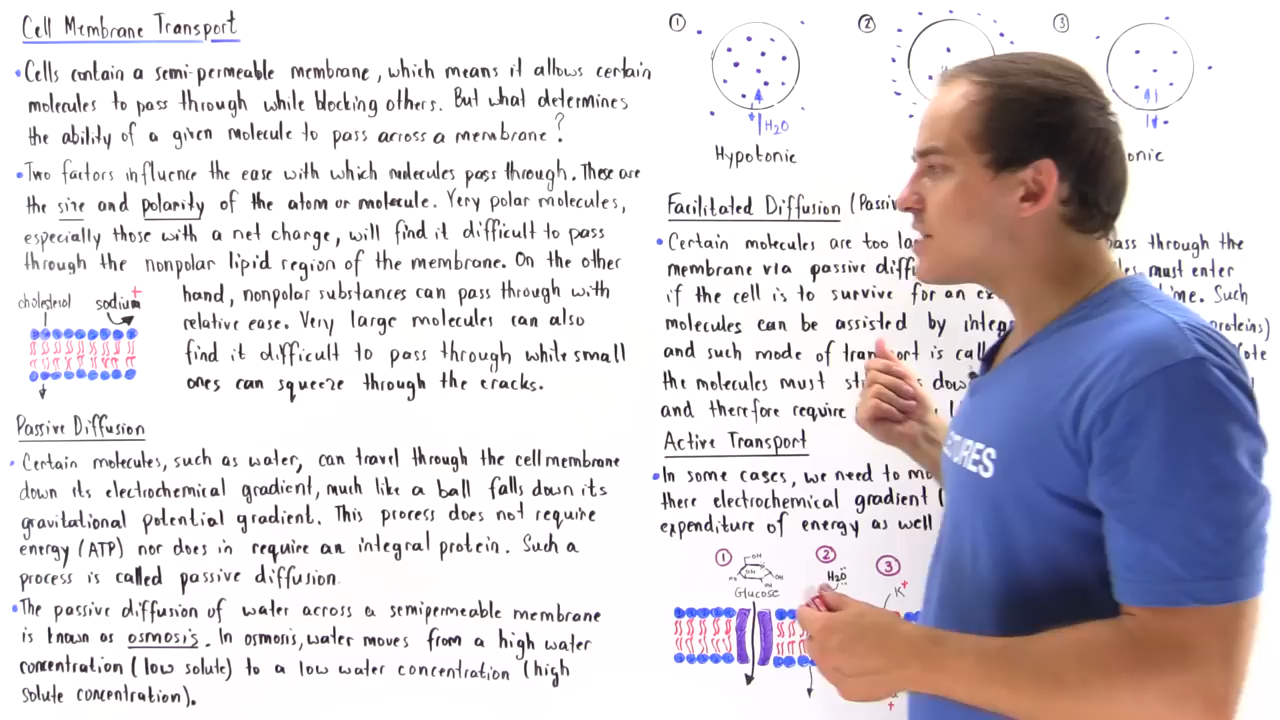 Cell Membrane Transport
• Cells contain a semi-permeable membrane, which means it allows certain
molecules to pass through while blocking others. But what determines
the ability of a given molecule to pass across a membrane?
• Two factors influence the ease with which molecules pass through. These are
the size and polarity of the atom or molecule. Very polar molecules,
especially those with a net charge, will find it difficult to pass
through the nonpolar lipid region of the membrane. On the other
hand, nonpolar substances can pass through with
relative ease. Very large molecules can also
find it difficult to pass through while small
ones can squeeze through the cracks.
cholesterol sodium +
Passive Diffusion
• Certain molecules, such as water, can travel through the cell membrane
down its electrochemical gradient, much like a ball falls down its
gravitational potential gradient. This process does not require
energy (ATP) nor does in require an integral protein. Such a
process is called passive diffusion.
• The passive diffusion of water across a semipermeable membrane
is known as osmosis. In osmosis, water moves from a high water
concentration (low solute) to a low water concentration (high
solute concentration).
1 2 3
H2O
Hypotonic onic
Facilitated Diffusion (Passiv
• Certain molecules are too la pass through the
membrane via passive diff must enter
if the cell is to survive for an ex Such
molecules can be assisted by integ proteins)
and such mode of transport is call
the molecules must dow
and therefore require
Active Transport
• In some cases, we need to mo
there electrochemical gradient (
expenditure of energy as well
1 2 3
OH
OH
OH
HO
OH
Glucose
H2O
K+
+
TURES